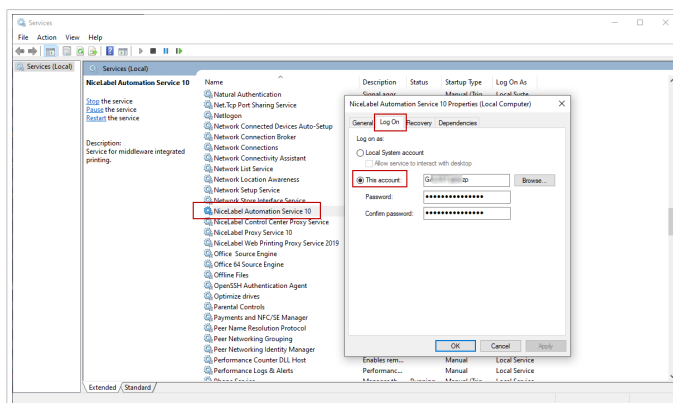 Services
File Action View Help
Services (Local)
Services (Local)
NiceLabel Automation Service 10
Stop the service
Pause the service
Restart the service
Description:
Service for middleware integrated
printing.
Name Description Status Startup Type Log On As
Natural Authentication
Net.Tcp Port Sharing Service
Netlogon
Network Connected Devices Auto-Setup
Network Connection Broker
Network Connections
Network Connectivity Assistant
Network List Service
Network Location Awareness
Network Setup Service
Network Store Interface Service
NiceLabel Automation Service 10
NiceLabel Control Center Proxy Service
NiceLabel Proxy Service 10
NiceLabel Web Printing Proxy Service 2019
Office Source Engine
Office 64 Source Engine
Offline Files
OpenSSH Authentication Agent
Optimize drives
Parental Controls
Payments and NFC/SE Manager
Peer Name Resolution Protocol
Peer Networking Grouping
Peer Networking Identity Manager
Performance Counter DLL Host Enables rem... Manual Local Service
Performance Logs & Alerts Performanc... Manual Local Service
NiceLabel Automation Service 10 Properties (Local Computer)
General Log On Recovery Dependencies
Log on as:
Local System account
Allow service to interact with desktop
This account: zp Browse...
Password:
Confirm password:
OK Cancel Apply
Extended Standard